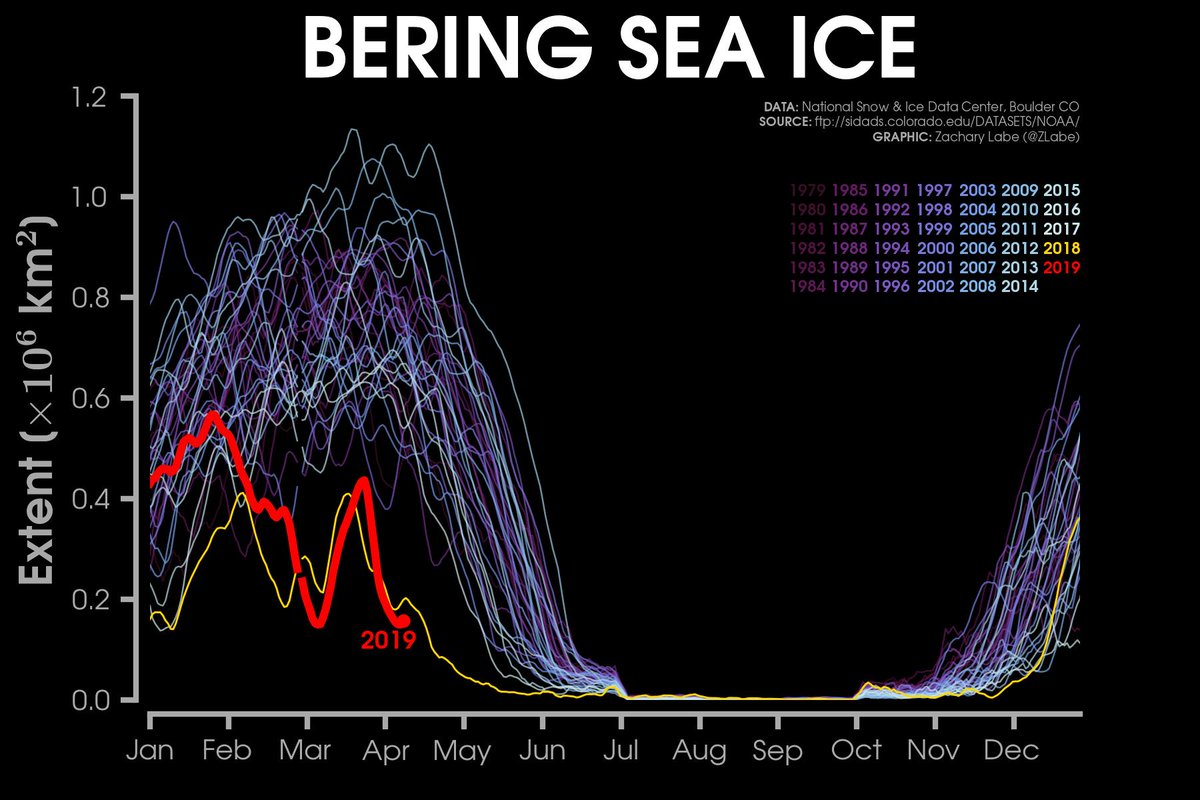 BERING SEA ICE
DATA: National Snow & Ice Data Center, Boulder CO
SOURCE: ftp://sidads.colorado.edu/DATASETS/NOAA/
GRAPHIC: Zachary Labe (@ZLabe)
1979 1985 1991 1997 2003 2009 2015
1980 1986 1992 1998 2004 2010 2016
1981 1987 1993 1999 2005 2011 2017
1982 1988 1994 2000 2006 2012 2018
1983 1989 1995 2001 2007 2013 2019
1984 1990 1996 2002 2008 2014
Extent (×10⁶ km²)
1.2
1.0
0.8
0.6
0.4
0.2
0.0
2019
Jan Feb Mar Apr May Jun Jul Aug Sep Oct Nov Dec